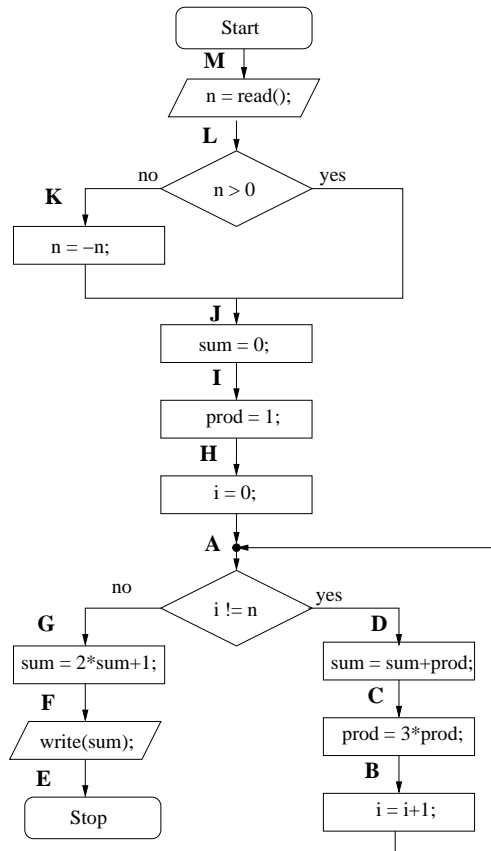 Start
M
n = read();
L
no
yes
n > 0
K
n = −n;
J
sum = 0;
I
prod = 1;
H
i = 0;
A
no
yes
i != n
G
D
sum = 2*sum+1;
sum = sum+prod;
F
C
write(sum);
prod = 3*prod;
E
B
Stop
i = i+1;